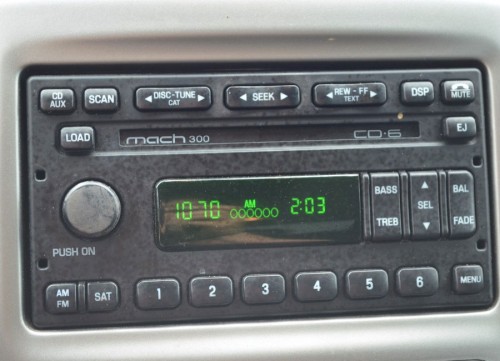 CD AUX
SCAN
◄ DISC-TUNE ► CAT
◄ SEEK ►
◄ REW - FF ► TEXT
DSP
MUTE
LOAD
mach 300
CD·6
EJ
1070
AM
000000
2:03
BASS
TREB
▲ SEL ▼
BAL
FADE
PUSH ON
AM FM
SAT
1
2
3
4
5
6
MENU